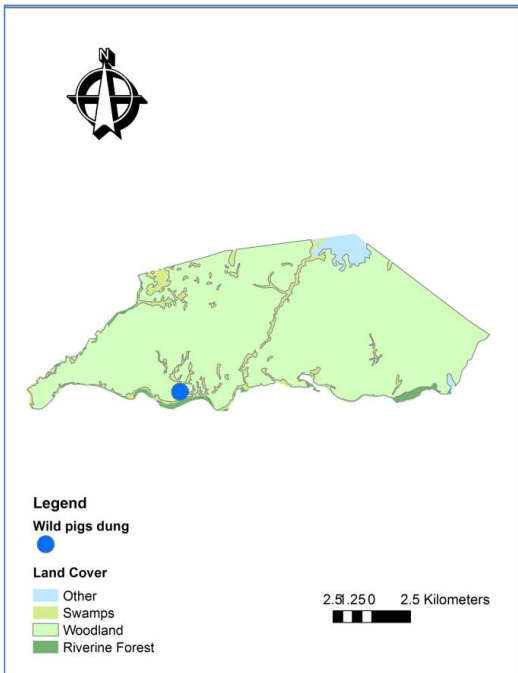 N
Legend
Wild pigs dung
Land Cover
Other
Swamps
Woodland
Riverine Forest
2.51.250 2.5 Kilometers